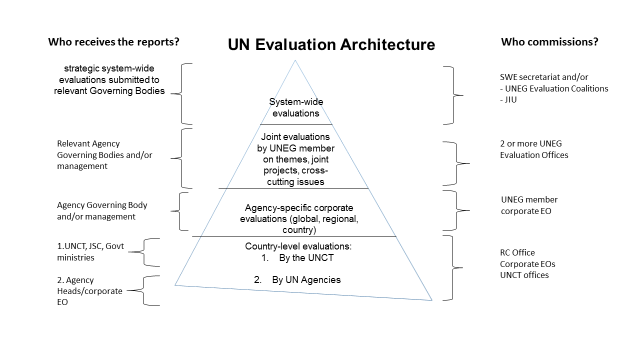 Who receives the reports?
UN Evaluation Architecture
Who commissions?
strategic system-wide
evaluations submitted to
relevant Governing Bodies
System-wide
evaluations
SWE secretariat and/or
- UNEG Evaluation Coalitions
- JIU
Relevant Agency
Governing Bodies and/or
management
Joint evaluations
by UNEG member
on themes, joint
projects, cross-
cutting issues
2 or more UNEG
Evaluation Offices
Agency Governing Body
and/or management
Agency-specific corporate
evaluations (global, regional,
country)
UNEG member
corporate EO
1.UNCT, JSC, Govt
ministries
2. Agency
Heads/corporate
EO
Country-level evaluations:
1. By the UNCT
2. By UN Agencies
RC Office
Corporate EOs
UNCT offices